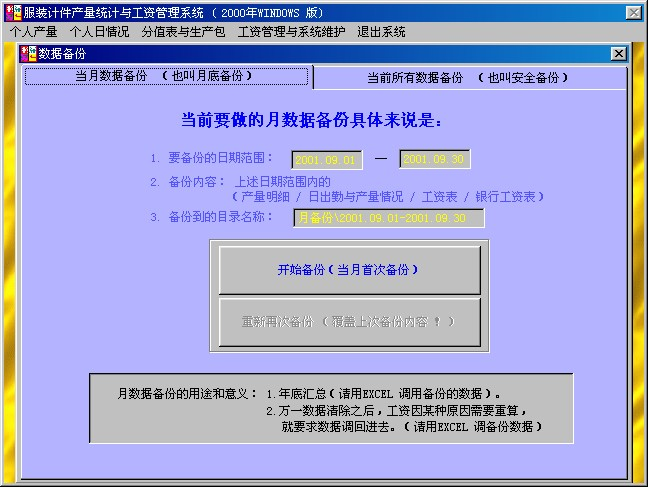 服装计件产量统计与工资管理系统 （2000年WINDOWS 版）
个人产量 个人日情况 分值表与生产包 工资管理与系统维护 退出系统
数据备份
当月数据备份 （也叫月底备份）
当前所有数据备份 （也叫安全备份）
当前要做的月数据备份具体来说是：
1. 要备份的日期范围： 2001.09.01 — 2001.09.30
2. 备份内容： 上述日期范围内的
（产量明细 / 日出勤与产量情况 / 工资表 / 银行工资表）
3. 备份到的目录名称： 月备份\2001.09.01-2001.09.30
开始备份（当月首次备份）
重新再次备份 （覆盖上次备份内容 ！）
月数据备份的用途和意义： 1.年底汇总（请用EXCEL 调用备份的数据）。
2.万一数据清除之后，工资因某种原因需要重算，
就要求数据调回进去。（请用EXCEL 调备份数据）